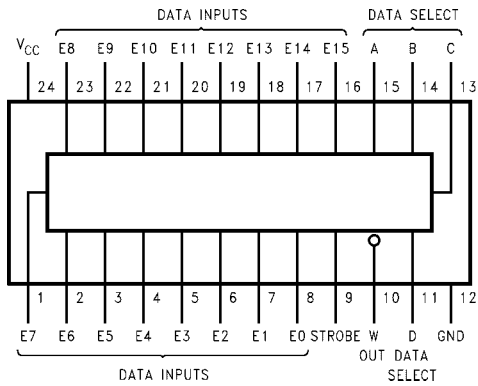 DATA INPUTS DATA SELECT
VCC E8 E9 E10 E11 E12 E13 E14 E15 A B C
24 23 22 21 20 19 18 17 16 15 14 13
1 2 3 4 5 6 7 8 9 10 11 12
E7 E6 E5 E4 E3 E2 E1 E0 STROBE W D GND
OUT DATA
DATA INPUTS SELECT